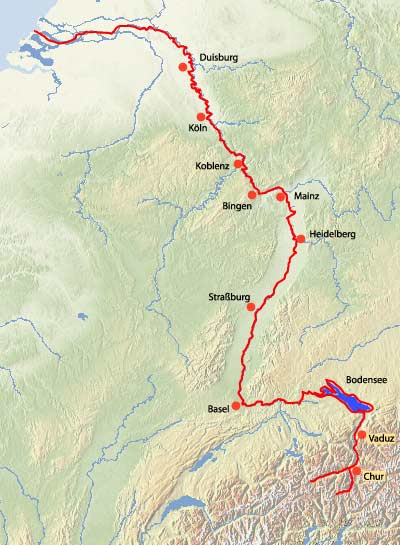 Duisburg
Köln
Koblenz
Bingen
Mainz
Heidelberg
Straßburg
Bodensee
Basel
Vaduz
Chur